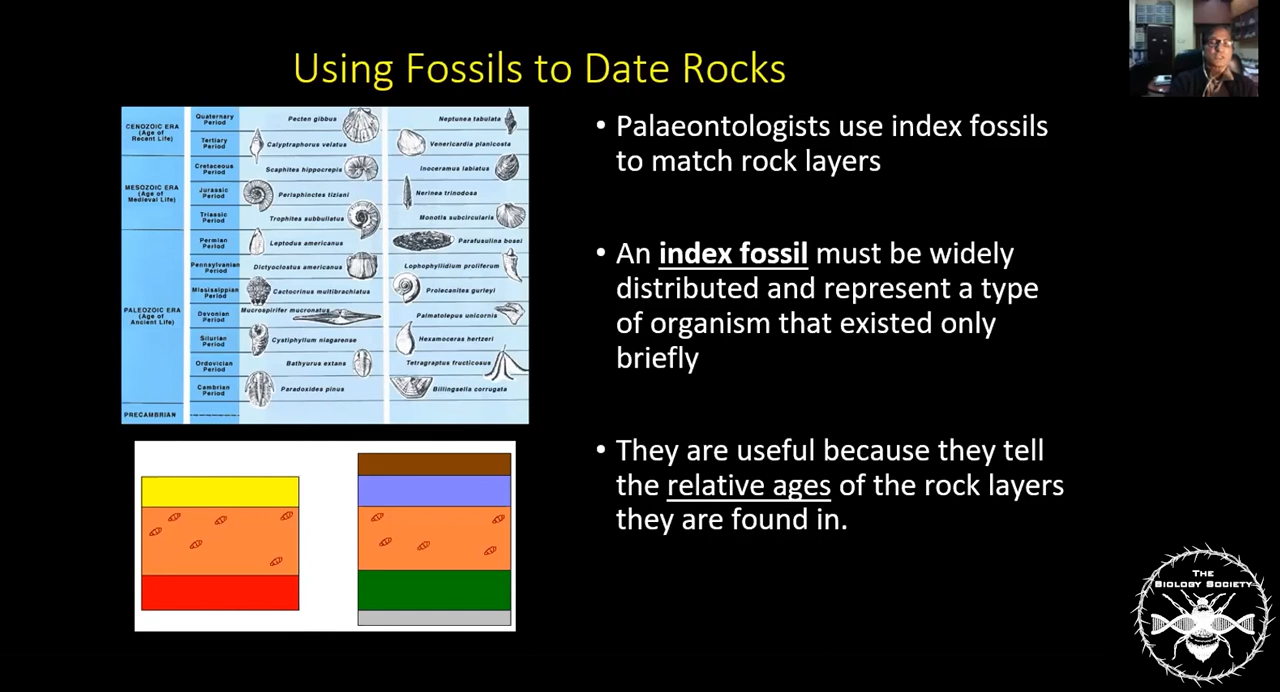 Using Fossils to Date Rocks
CENOZOIC ERA
(Age of
Recent Life)
Quaternary
Period
Pecten gibbus
Neptunea tabulata
Tertiary
Period
Calyptraphorus velatus
Venericardia planicosta
MESOZOIC ERA
(Age of
Medieval Life)
Cretaceous
Period
Scaphites hippocrepis
Inoceramus labiatus
Jurassic
Period
Perisphinctes tiziani
Nerinea trinodosa
Triassic
Period
Trophites subbullatus
Monotis subcircularis
PALEOZOIC ERA
(Age of
Ancient Life)
Permian
Period
Leptodus americanus
Parafusulina bosei
Pennsylvanian
Period
Dictyoclostus americanus
Lophophyllidium proliferum
Mississippian
Period
Cactocrinus multibrachiatus
Prolecanites gurleyi
Devonian
Period
Mucrospirifer mucronatus
Palmatolepus unicornis
Silurian
Period
Cystiphyllum niagarense
Hexamoceras hertzeri
Ordovician
Period
Bathyurus extans
Tetragraptus fructicosus
Cambrian
Period
Paradoxides pinus
Billingsella corrugata
PRECAMBRIAN
• Palaeontologists use index fossils
to match rock layers
• An index fossil must be widely
distributed and represent a type
of organism that existed only
briefly
• They are useful because they tell
the relative ages of the rock layers
they are found in.
THE
BIOLOGY SOCIETY